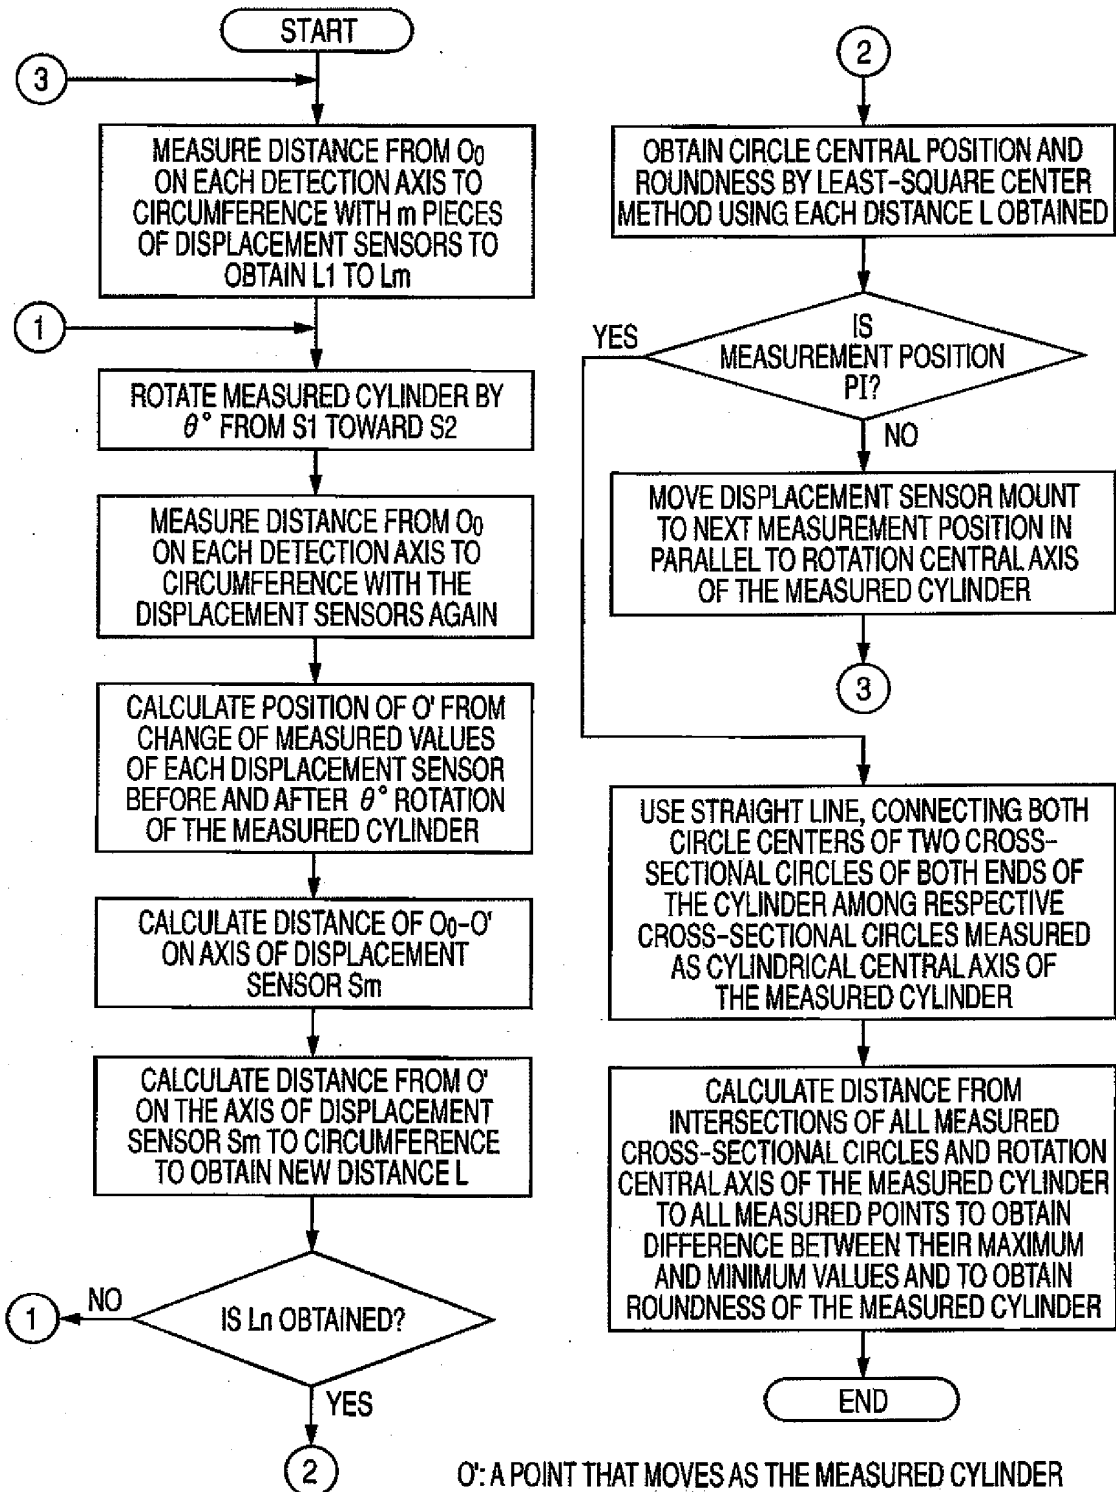 START
3
MEASURE DISTANCE FROM O0
ON EACH DETECTION AXIS TO
CIRCUMFERENCE WITH m PIECES
OF DISPLACEMENT SENSORS TO
OBTAIN L1 TO Lm
1
ROTATE MEASURED CYLINDER BY
θ° FROM S1 TOWARD S2
MEASURE DISTANCE FROM O0
ON EACH DETECTION AXIS TO
CIRCUMFERENCE WITH THE
DISPLACEMENT SENSORS AGAIN
CALCULATE POSITION OF O' FROM
CHANGE OF MEASURED VALUES
OF EACH DISPLACEMENT SENSOR
BEFORE AND AFTER θ° ROTATION
OF THE MEASURED CYLINDER
CALCULATE DISTANCE OF O0-O'
ON AXIS OF DISPLACEMENT
SENSOR Sm
CALCULATE DISTANCE FROM O'
ON THE AXIS OF DISPLACEMENT
SENSOR Sm TO CIRCUMFERENCE
TO OBTAIN NEW DISTANCE L
IS Ln OBTAINED?
NO
1
YES
2
2
OBTAIN CIRCLE CENTRAL POSITION AND
ROUNDNESS BY LEAST-SQUARE CENTER
METHOD USING EACH DISTANCE L OBTAINED
IS
MEASUREMENT POSITION
PI?
YES
NO
MOVE DISPLACEMENT SENSOR MOUNT
TO NEXT MEASUREMENT POSITION IN
PARALLEL TO ROTATION CENTRAL AXIS
OF THE MEASURED CYLINDER
3
USE STRAIGHT LINE, CONNECTING BOTH
CIRCLE CENTERS OF TWO CROSS-
SECTIONAL CIRCLES OF BOTH ENDS OF
THE CYLINDER AMONG RESPECTIVE
CROSS-SECTIONAL CIRCLES MEASURED
AS CYLINDRICAL CENTRAL AXIS OF
THE MEASURED CYLINDER
CALCULATE DISTANCE FROM
INTERSECTIONS OF ALL MEASURED
CROSS-SECTIONAL CIRCLES AND ROTATION
CENTRAL AXIS OF THE MEASURED CYLINDER
TO ALL MEASURED POINTS TO OBTAIN
DIFFERENCE BETWEEN THEIR MAXIMUM
AND MINIMUM VALUES AND TO OBTAIN
ROUNDNESS OF THE MEASURED CYLINDER
END
O': A POINT THAT MOVES AS THE MEASURED CYLINDER